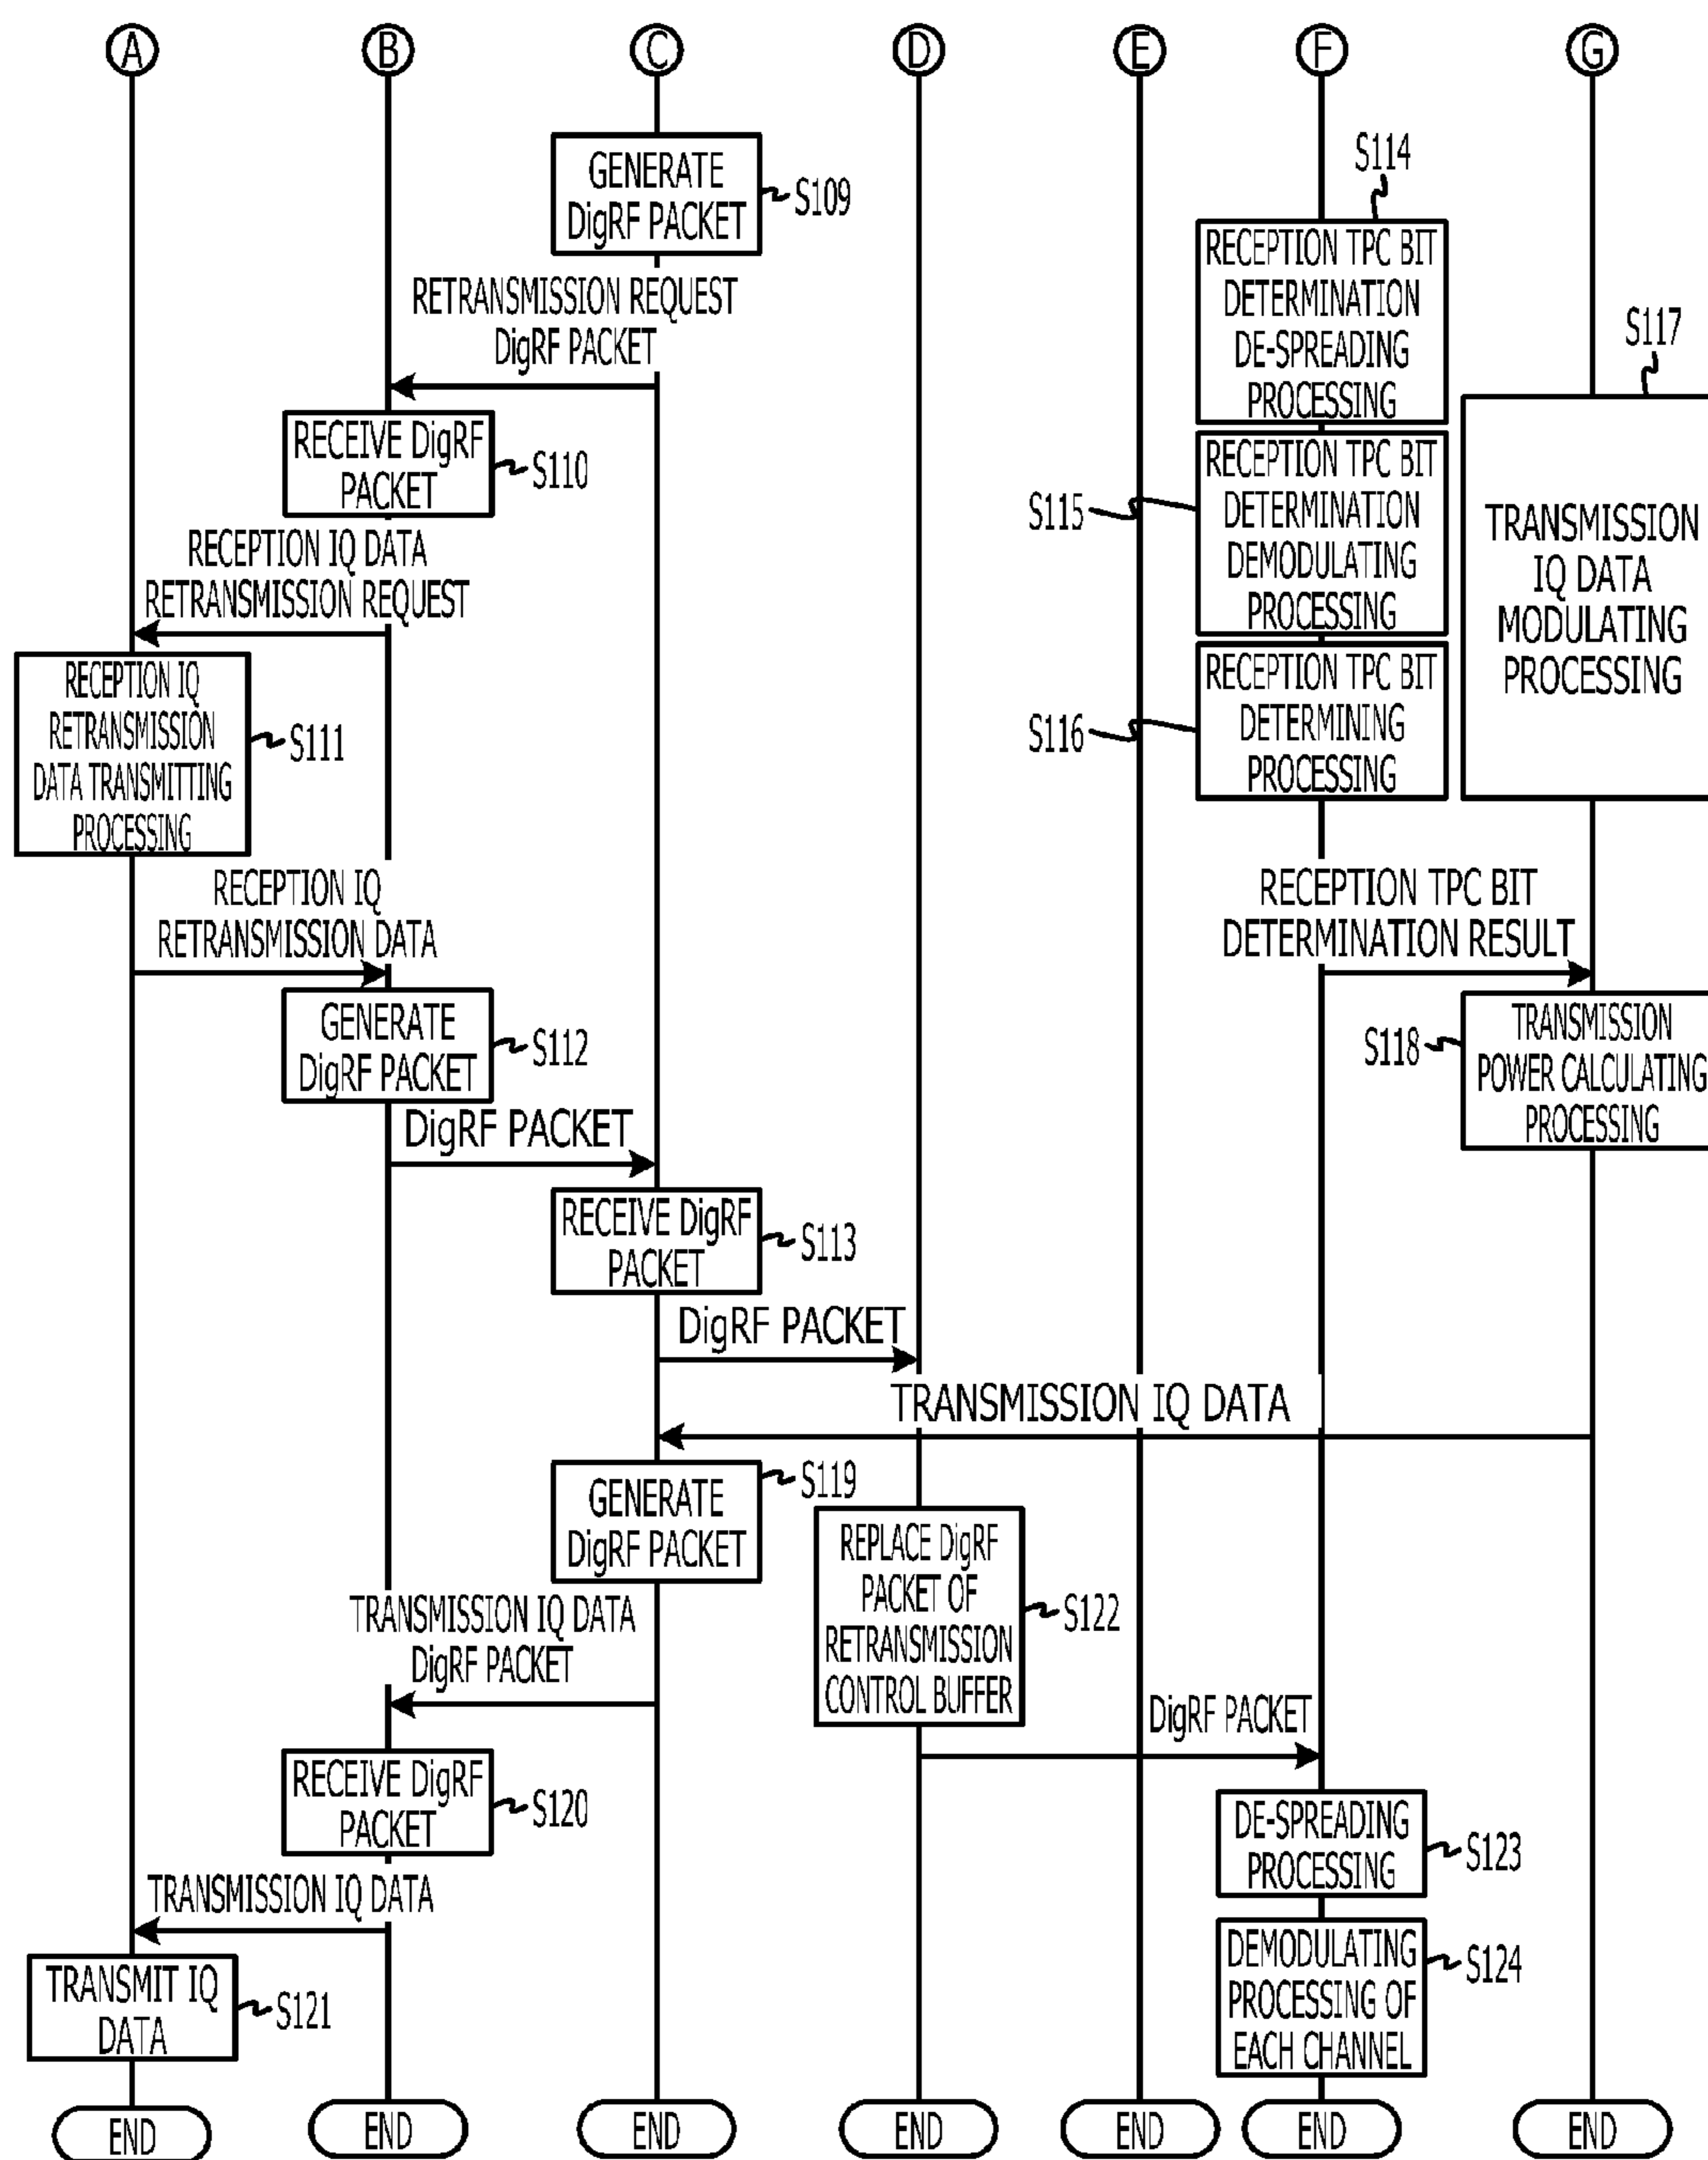 A
B
C
D
E
F
G
GENERATE
DigRF PACKET
S109
S114
RECEPTION TPC BIT
DETERMINATION
DE-SPREADING
PROCESSING
RETRANSMISSION REQUEST
DigRF PACKET
S117
RECEIVE DigRF
PACKET
S110
RECEPTION TPC BIT
DETERMINATION
DEMODULATING
PROCESSING
S115
TRANSMISSION
IQ DATA
MODULATING
PROCESSING
RECEPTION IQ DATA
RETRANSMISSION REQUEST
RECEPTION IQ
RETRANSMISSION
DATA TRANSMITTING
PROCESSING
S111
RECEPTION TPC BIT
DETERMINING
PROCESSING
S116
RECEPTION IQ
RETRANSMISSION DATA
RECEPTION TPC BIT
DETERMINATION RESULT
GENERATE
DigRF PACKET
S112
S118
TRANSMISSION
POWER CALCULATING
PROCESSING
DigRF PACKET
RECEIVE DigRF
PACKET
S113
DigRF PACKET
TRANSMISSION IQ DATA
GENERATE
DigRF PACKET
S119
REPLACE DigRF
PACKET OF
RETRANSMISSION
CONTROL BUFFER
S122
TRANSMISSION IQ DATA
DigRF PACKET
DigRF PACKET
RECEIVE DigRF
PACKET
S120
DE-SPREADING
PROCESSING
S123
TRANSMISSION IQ DATA
DEMODULATING
PROCESSING OF
EACH CHANNEL
S124
TRANSMIT IQ
DATA
S121
END
END
END
END
END
END
END